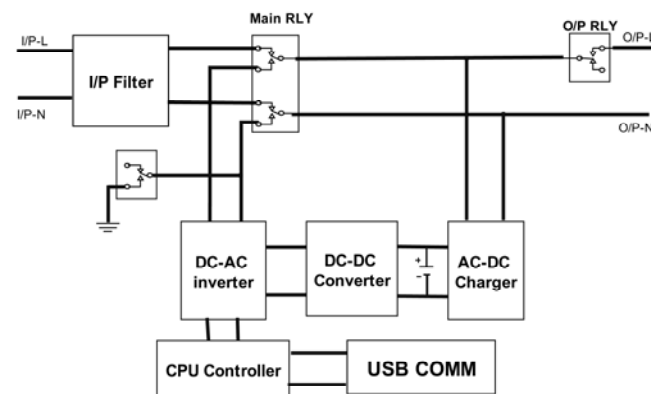 Main RLY
O/P RLY
I/P-L
O/P-L
I/P Filter
I/P-N
O/P-N
DC-AC
inverter
DC-DC
Converter
+
-
AC-DC
Charger
CPU Controller
USB COMM